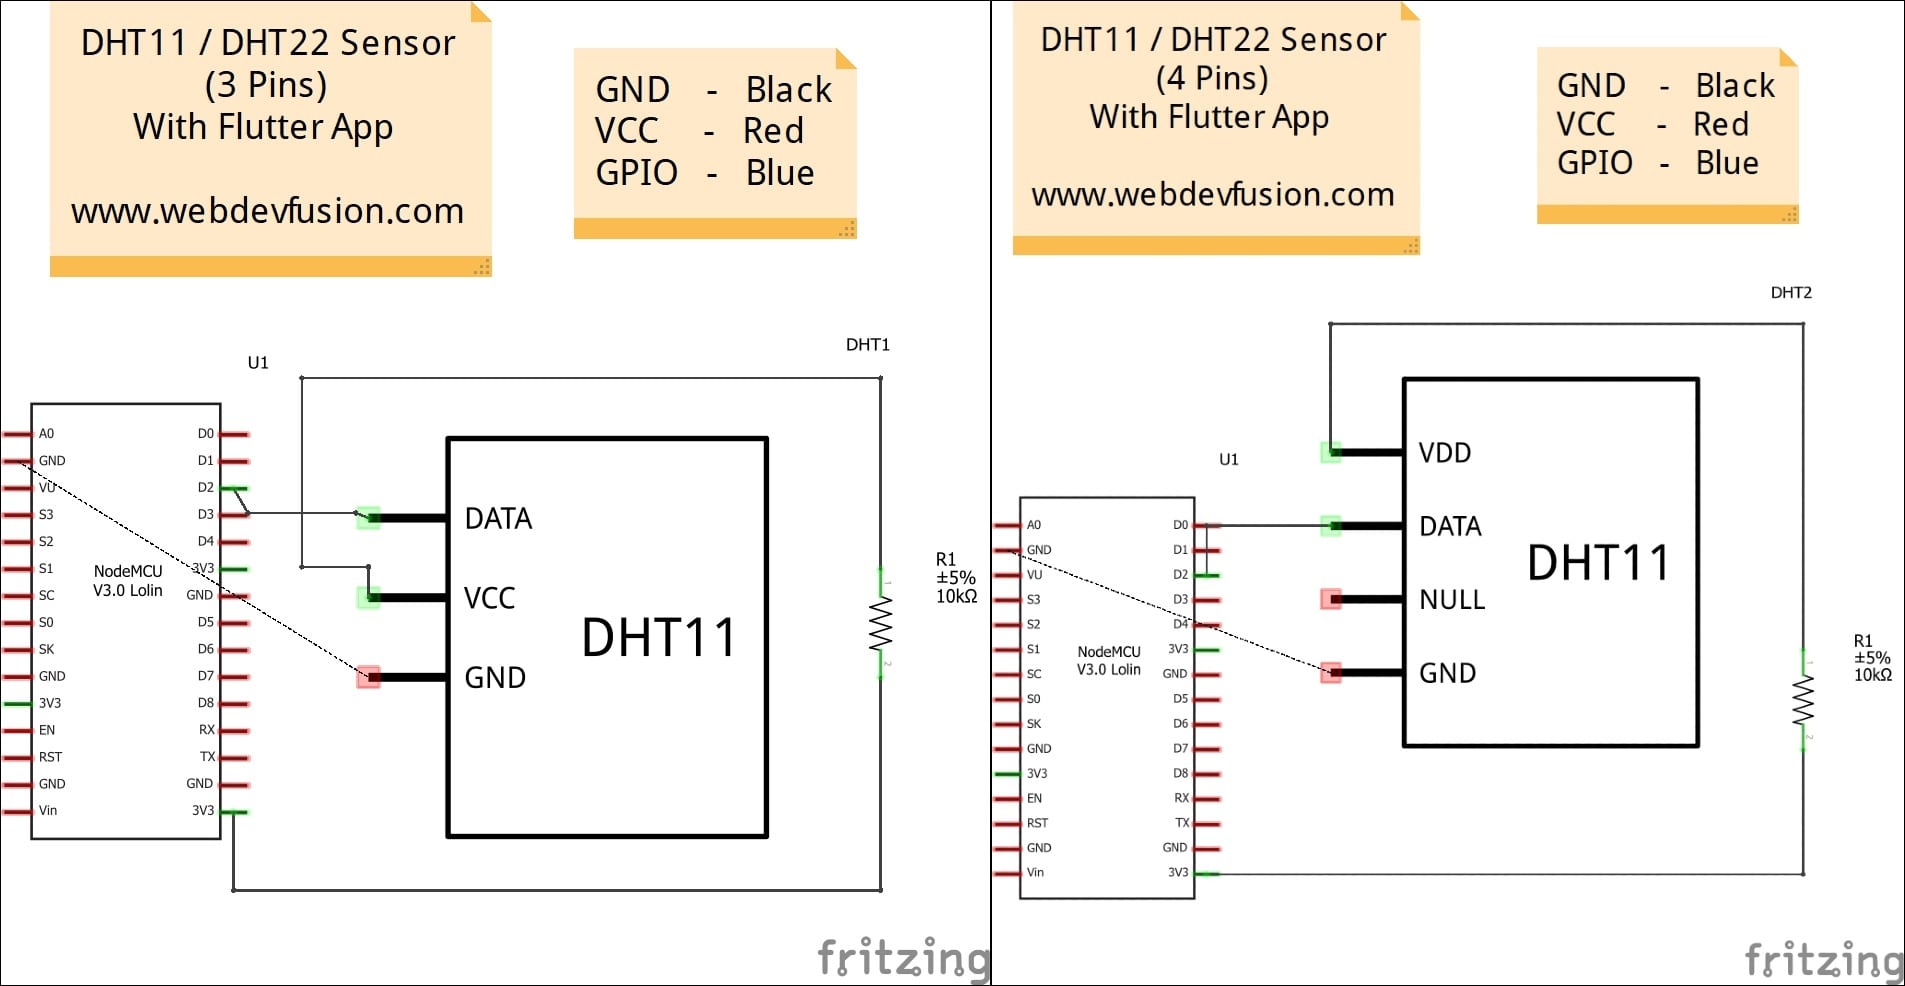 DHT11 / DHT22 Sensor
(3 Pins)
With Flutter App
www.webdevfusion.com
GND - Black
VCC - Red
GPIO - Blue
U1
DHT1
A0
GND
VU
S3
S2
S1
SC
S0
SK
GND
3V3
EN
RST
GND
Vin
NodeMCU
V3.0 Lolin
D0
D1
D2
D3
D4
3V3
GND
D5
D6
D7
D8
RX
TX
GND
3V3
DATA
VCC
GND
DHT11
1
2
R1
±5%
10kΩ
fritzing
DHT11 / DHT22 Sensor
(4 Pins)
With Flutter App
www.webdevfusion.com
GND - Black
VCC - Red
GPIO - Blue
DHT2
U1
A0
GND
VU
S3
S2
S1
SC
S0
SK
GND
3V3
EN
RST
GND
Vin
NodeMCU
V3.0 Lolin
D0
D1
D2
D3
D4
3V3
GND
D5
D6
D7
D8
RX
TX
GND
3V3
VDD
DATA
NULL
GND
DHT11
1
2
R1
±5%
10kΩ
fritzing